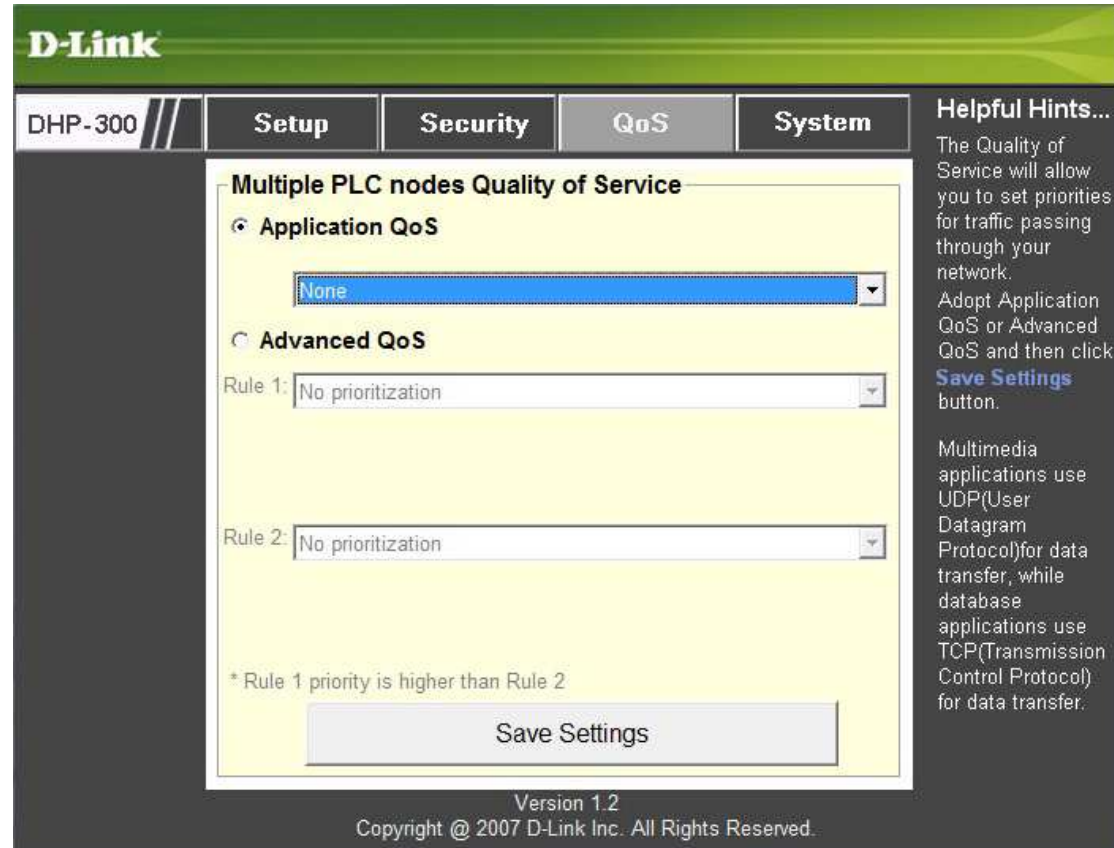 D-Link
DHP-300
Setup
Security
QoS
System
Multiple PLC nodes Quality of Service
Application QoS
None
Advanced QoS
Rule 1:
No prioritization
Rule 2:
No prioritization
* Rule 1 priority is higher than Rule 2
Save Settings
Helpful Hints...
The Quality of
Service will allow
you to set priorities
for traffic passing
through your
network.
Adopt Application
QoS or Advanced
QoS and then click
Save Settings
button.
Multimedia
applications use
UDP(User
Datagram
Protocol)for data
transfer, while
database
applications use
TCP(Transmission
Control Protocol)
for data transfer.
Version 1.2
Copyright @ 2007 D-Link Inc. All Rights Reserved.